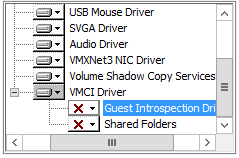 USB Mouse Driver
SVGA Driver
Audio Driver
VMXNet3 NIC Driver
Volume Shadow Copy Services
VMCI Driver
Guest Introspection Dri
Shared Folders